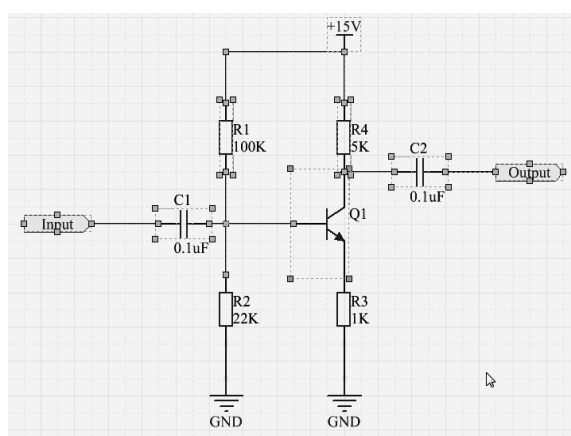 +15V
R1
100K
R4
5K
C2
Output
0.1uF
C1
Q1
Input
0.1uF
R2
22K
R3
1K
GND
GND